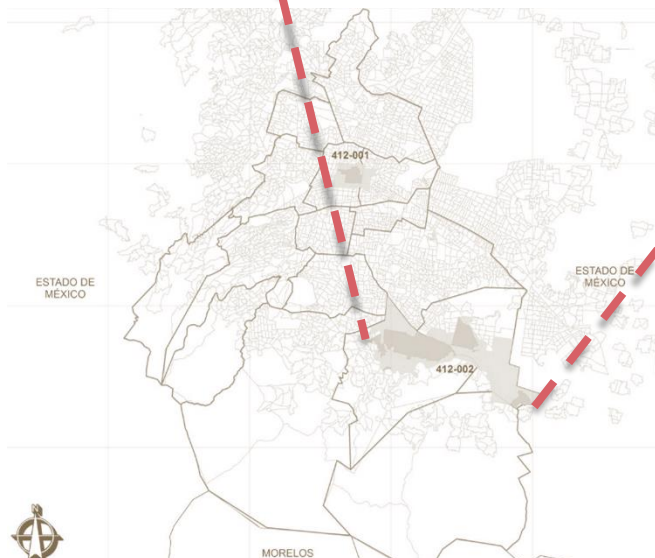 412-001
ESTADO DE
MÉXICO
ESTADO DE
MÉXICO
412-002
MORELOS